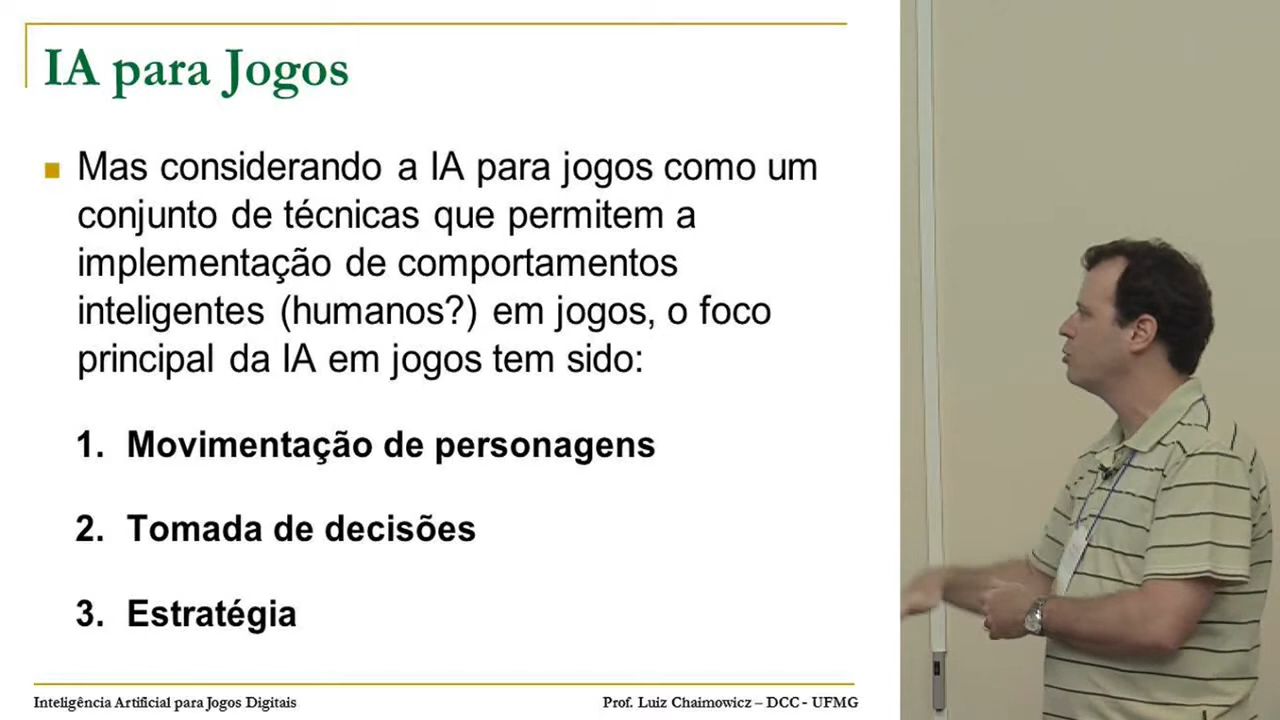 IA para Jogos
Mas considerando a IA para jogos como um
conjunto de técnicas que permitem a
implementação de comportamentos
inteligentes (humanos?) em jogos, o foco
principal da IA em jogos tem sido:
1. Movimentação de personagens
2. Tomada de decisões
3. Estratégia
Inteligência Artificial para Jogos Digitais
Prof. Luiz Chaimowicz – DCC - UFMG